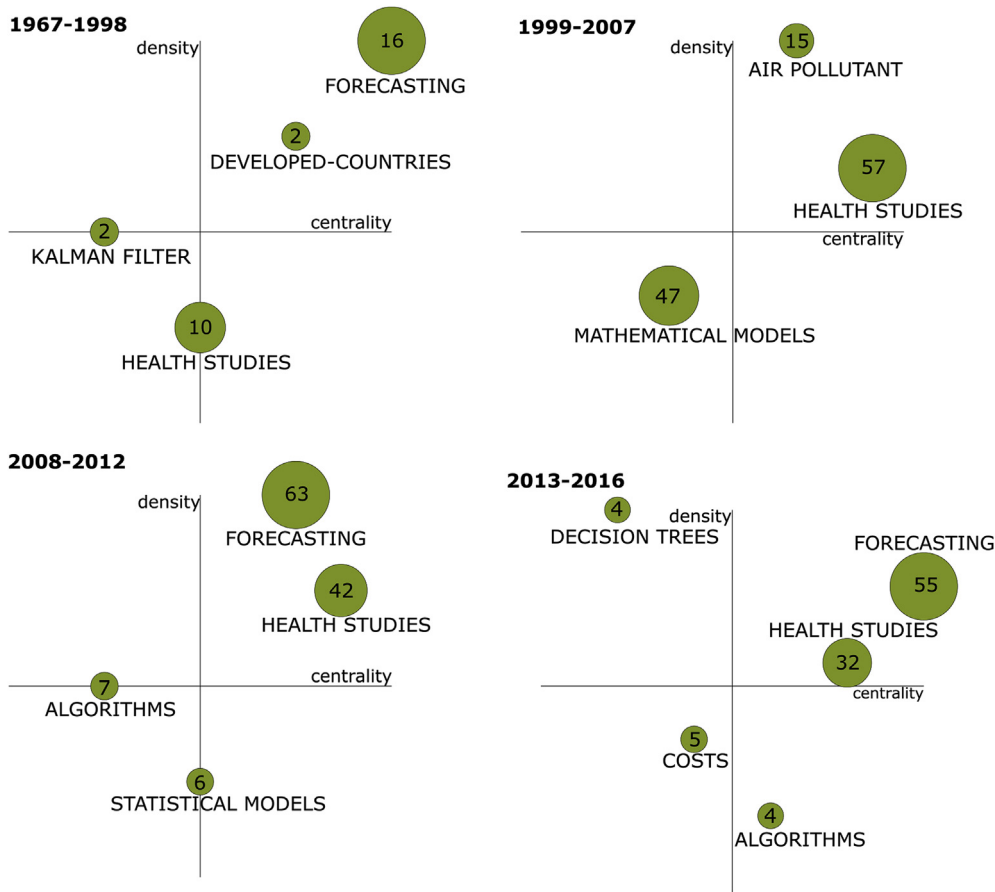 1967-1998
density
16
FORECASTING
2
DEVELOPED-COUNTRIES
centrality
2
KALMAN FILTER
10
HEALTH STUDIES
1999-2007
density
15
AIR POLLUTANT
57
HEALTH STUDIES
centrality
47
MATHEMATICAL MODELS
2008-2012
density
63
FORECASTING
42
HEALTH STUDIES
centrality
7
ALGORITHMS
6
STATISTICAL MODELS
2013-2016
4
density
DECISION TREES
FORECASTING
55
HEALTH STUDIES
32
centrality
5
COSTS
4
ALGORITHMS